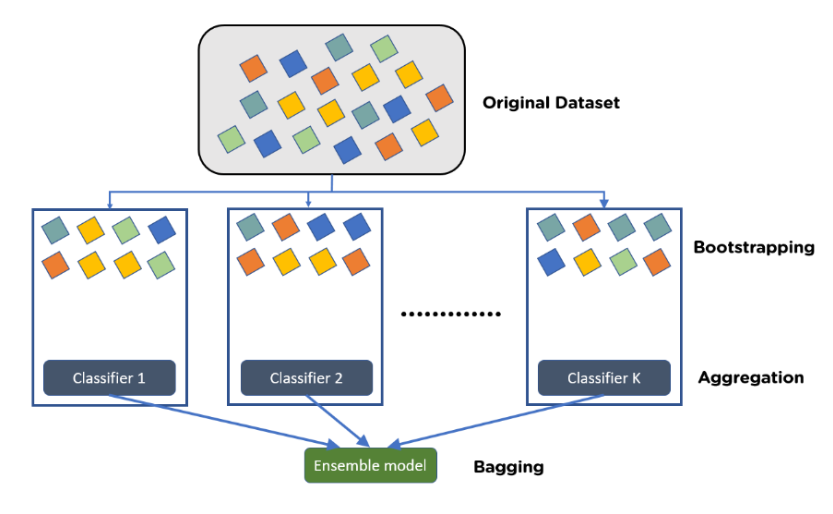 Original Dataset
Bootstrapping
.............
Classifier 1
Classifier 2
Classifier K
Aggregation
Ensemble model
Bagging